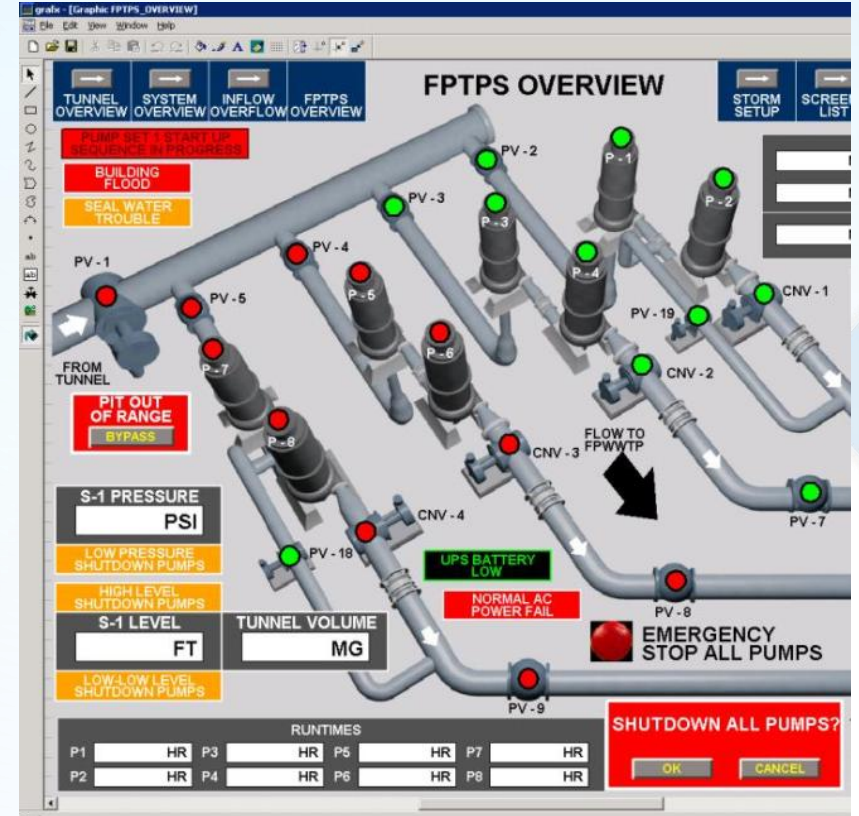 grafix - [Graphic FPTPS_OVERVIEW]
File Edit View Window Help
TUNNEL OVERVIEW
SYSTEM OVERVIEW
INFLOW OVERFLOW
FPTPS OVERVIEW
FPTPS OVERVIEW
STORM SETUP
SCREEN LIST
PUMP SET 1 START UP
SEQUENCE IN PROGRESS
BUILDING
FLOOD
SEAL WATER
TROUBLE
PV - 2
P - 1
P - 2
PV - 3
P - 3
PV - 4
P - 4
PV - 1
P - 5
CNV - 1
PV - 5
PV - 19
P - 6
FROM
TUNNEL
P - 7
CNV - 2
PIT OUT
OF RANGE
BYPASS
P - 8
FLOW TO
FPWWTP
CNV - 3
S-1 PRESSURE
PSI
CNV - 4
PV - 7
LOW PRESSURE
SHUTDOWN PUMPS
PV - 18
UPS BATTERY
LOW
HIGH LEVEL
SHUTDOWN PUMPS
NORMAL AC
POWER FAIL
PV - 8
S-1 LEVEL
FT
TUNNEL VOLUME
MG
EMERGENCY
STOP ALL PUMPS
LOW-LOW LEVEL
SHUTDOWN PUMPS
PV - 9
RUNTIMES
P1 HR P3 HR P5 HR P7 HR
P2 HR P4 HR P6 HR P8 HR
SHUTDOWN ALL PUMPS?
OK CANCEL